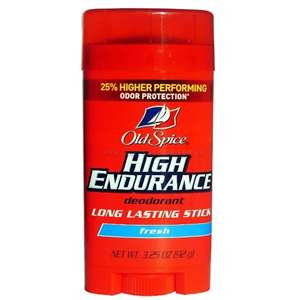 25% HIGHER PERFORMING
ODOR PROTECTION*
Old Spice
HIGH
ENDURANCE
deodorant
LONG LASTING STICK
fresh
NET WT. 3.25 OZ (92 g)